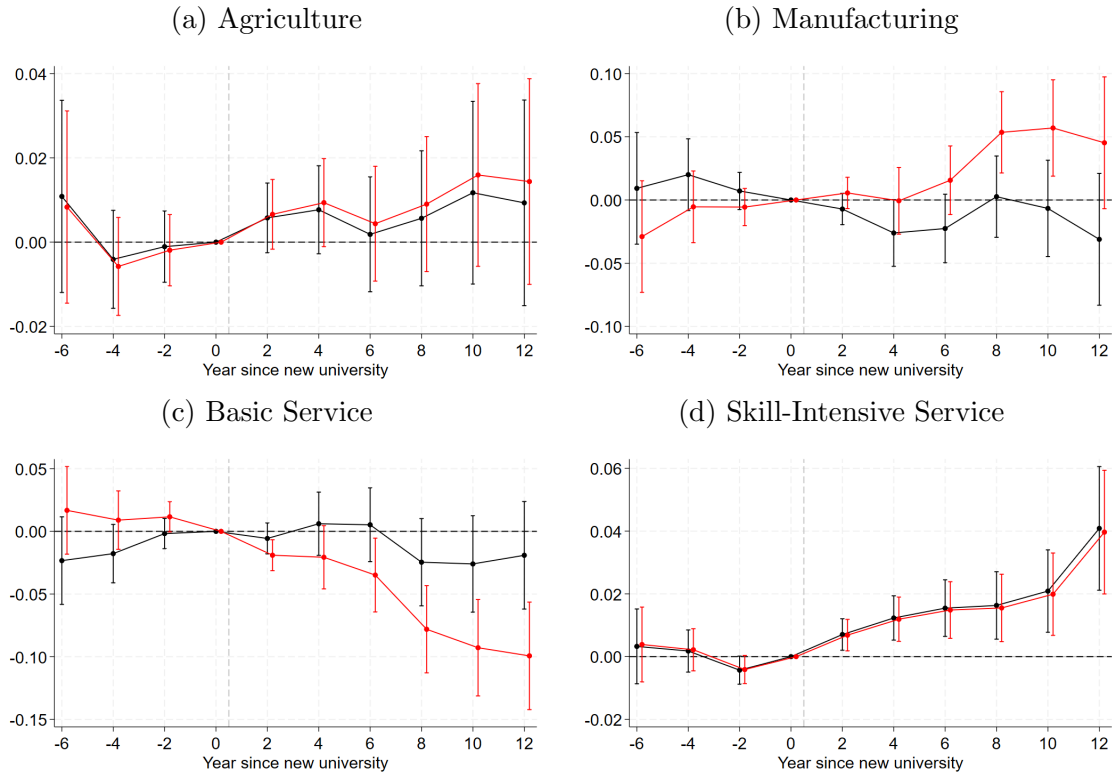 (a) Agriculture
0.04
0.02
0.00
-0.02
-6 -4 -2 0 2 4 6 8 10 12
Year since new university
(b) Manufacturing
0.10
0.05
0.00
-0.05
-0.10
-6 -4 -2 0 2 4 6 8 10 12
Year since new university
(c) Basic Service
0.05
0.00
-0.05
-0.10
-0.15
-6 -4 -2 0 2 4 6 8 10 12
Year since new university
(d) Skill-Intensive Service
0.06
0.04
0.02
0.00
-0.02
-6 -4 -2 0 2 4 6 8 10 12
Year since new university